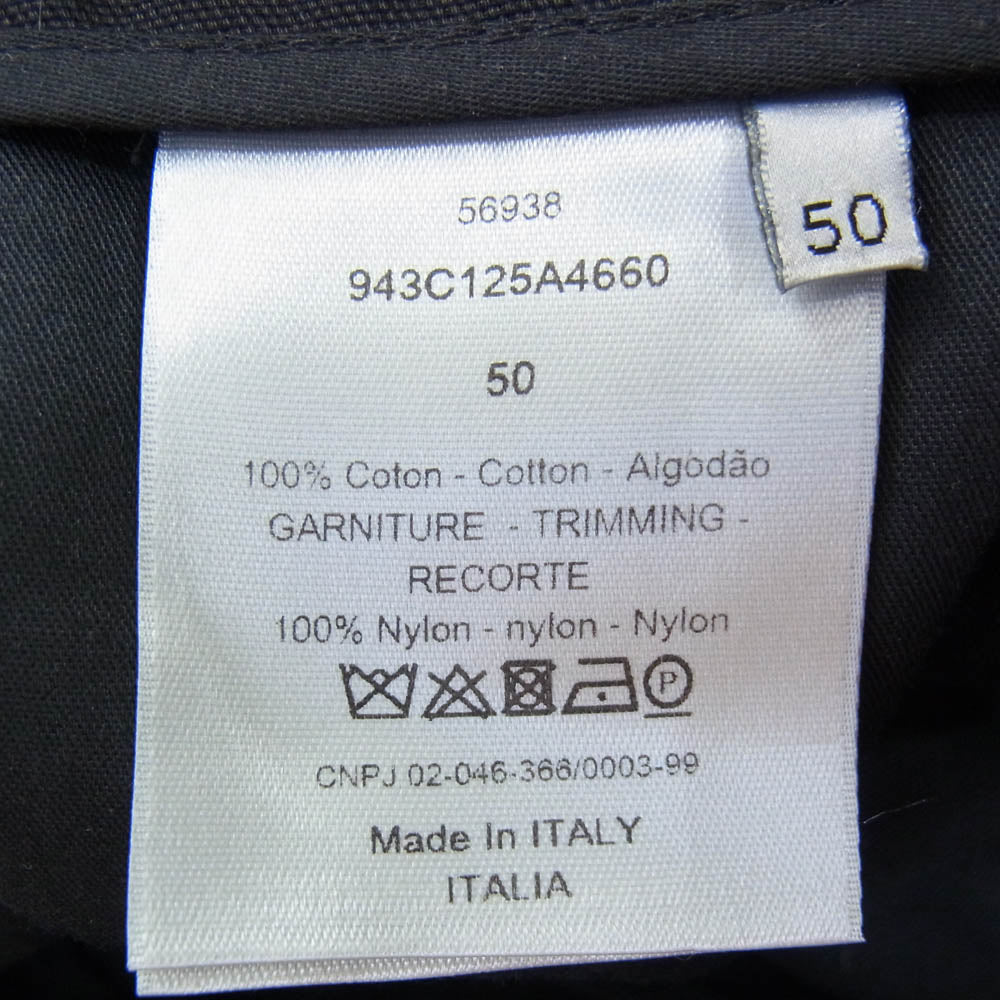 56938
50
943C125A4660
50
100% Coton - Cotton - Algodão
GARNITURE - TRIMMING -
RECORTE
100% Nylon - nylon - Nylon
P
CNPJ 02-046-366/0003-99
Made In ITALY
ITALIA